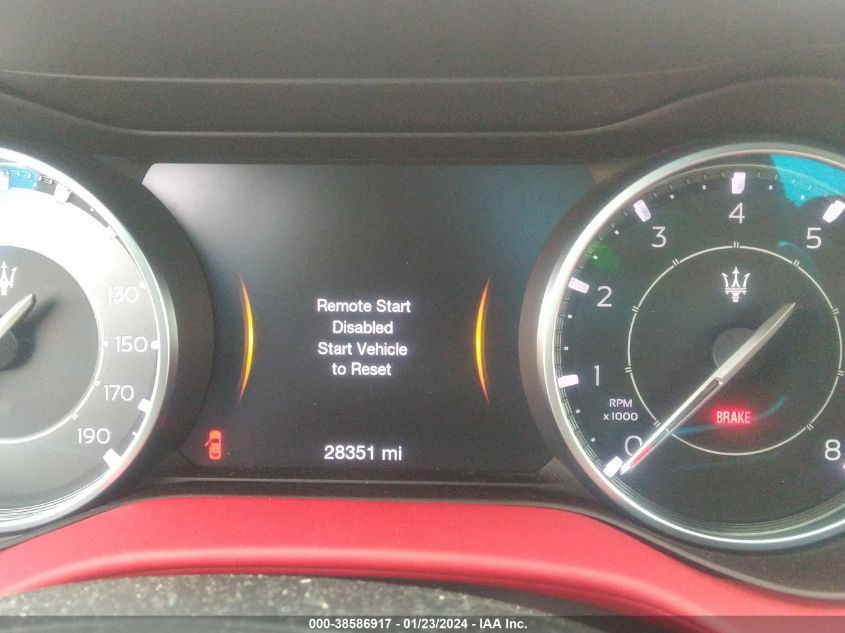 130
150
170
190
Remote Start
Disabled
Start Vehicle
to Reset
28351 mi
0
1
2
3
4
5
8
RPM
x1000
BRAKE
000-38586917 / 01/23/2024 / IAA Inc.